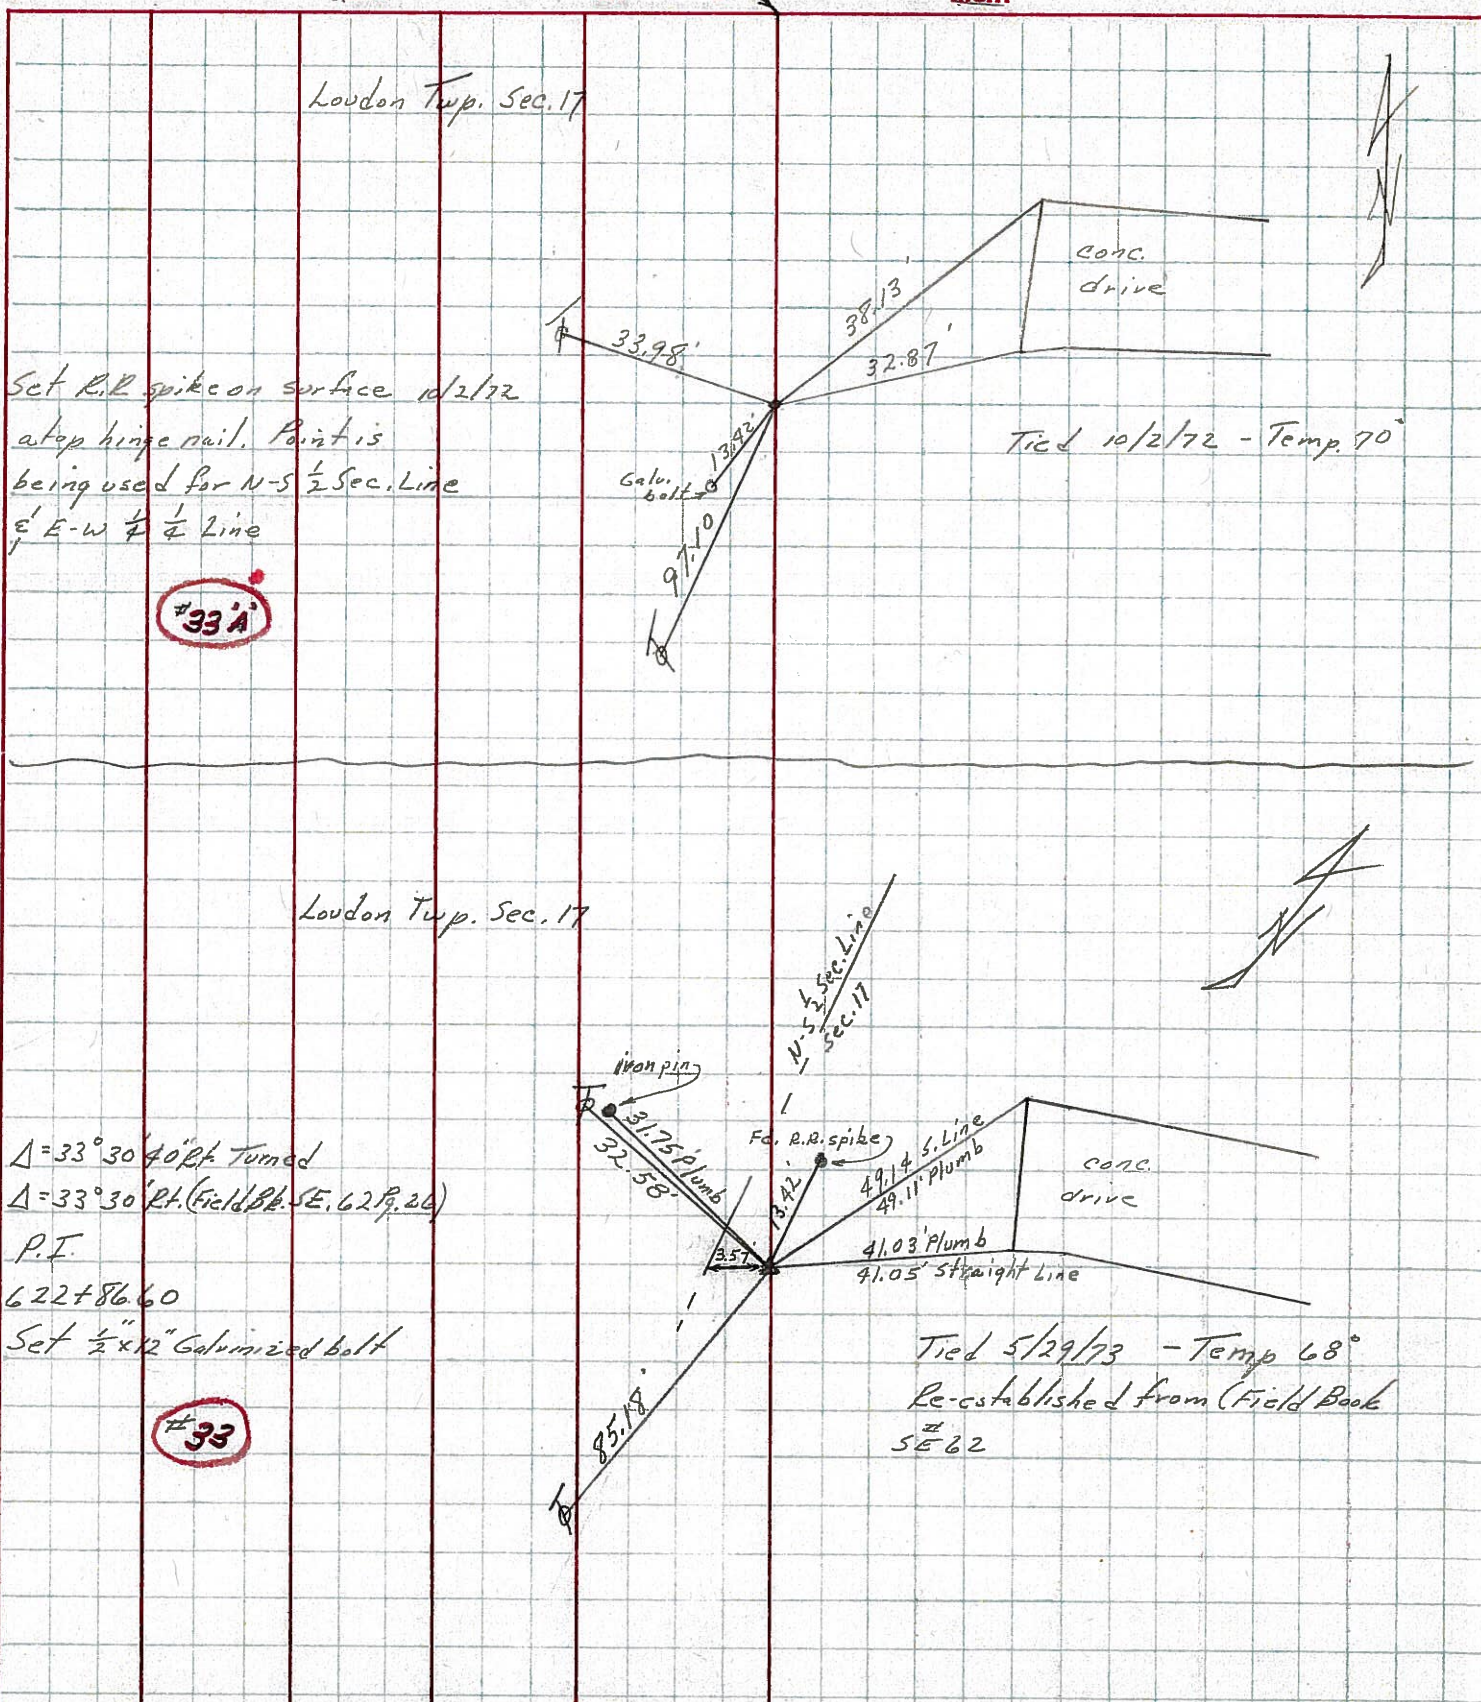 Loudon Twp. Sec. 17
N
conc.
drive
38.13'
33.98'
32.87'
Set R.R spike on surface 10/2/72
atop hinge nail. Point is
being used for N-S 1/2 Sec. Line
& E-W 1/4 1/4 Line
Tied 10/2/72 - Temp. 70°
13.42'
Galv.
bolt
97.10
#33'A'
Loudon Twp. Sec. 17
N
N-S 1/2 Sec. Line
Sec. 17
iron pin
31.75' Plumb
32.58'
Fd. R.R. spike
13.42'
49.14 S. Line
49.11' Plumb
conc.
drive
3.57'
41.03' Plumb
41.05' Straight Line
Δ=33°30'40" Rt. Turned
Δ=33°30' Rt. (Field Bk. SE. 62 Pg. 26)
P.I.
622+86.60
Set 1/2"x12" Galvinized bolt
#33
85.18'
Tied 5/29/73 - Temp 68°
Re-established from (Field Book
SE #62